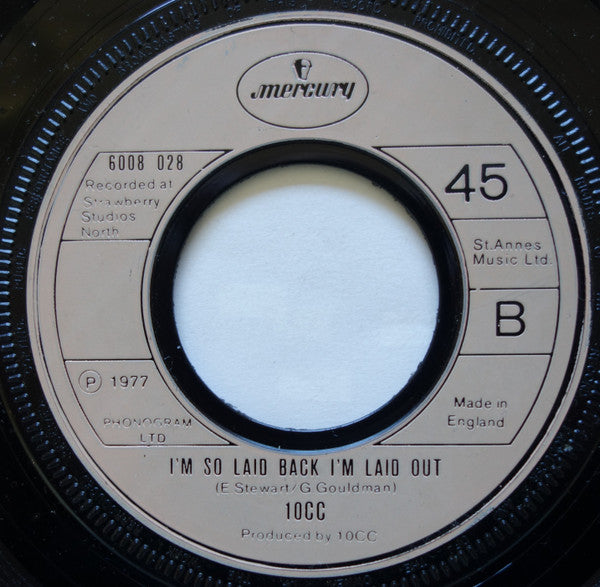 mercury
6008 028
Recorded at
Strawberry
Studios
North
45
St.Annes
Music Ltd.
B
℗ 1977
PHONOGRAM
LTD
Made in
England
I'M SO LAID BACK I'M LAID OUT
(E.Stewart/G.Gouldman)
10CC
Produced by 10CC